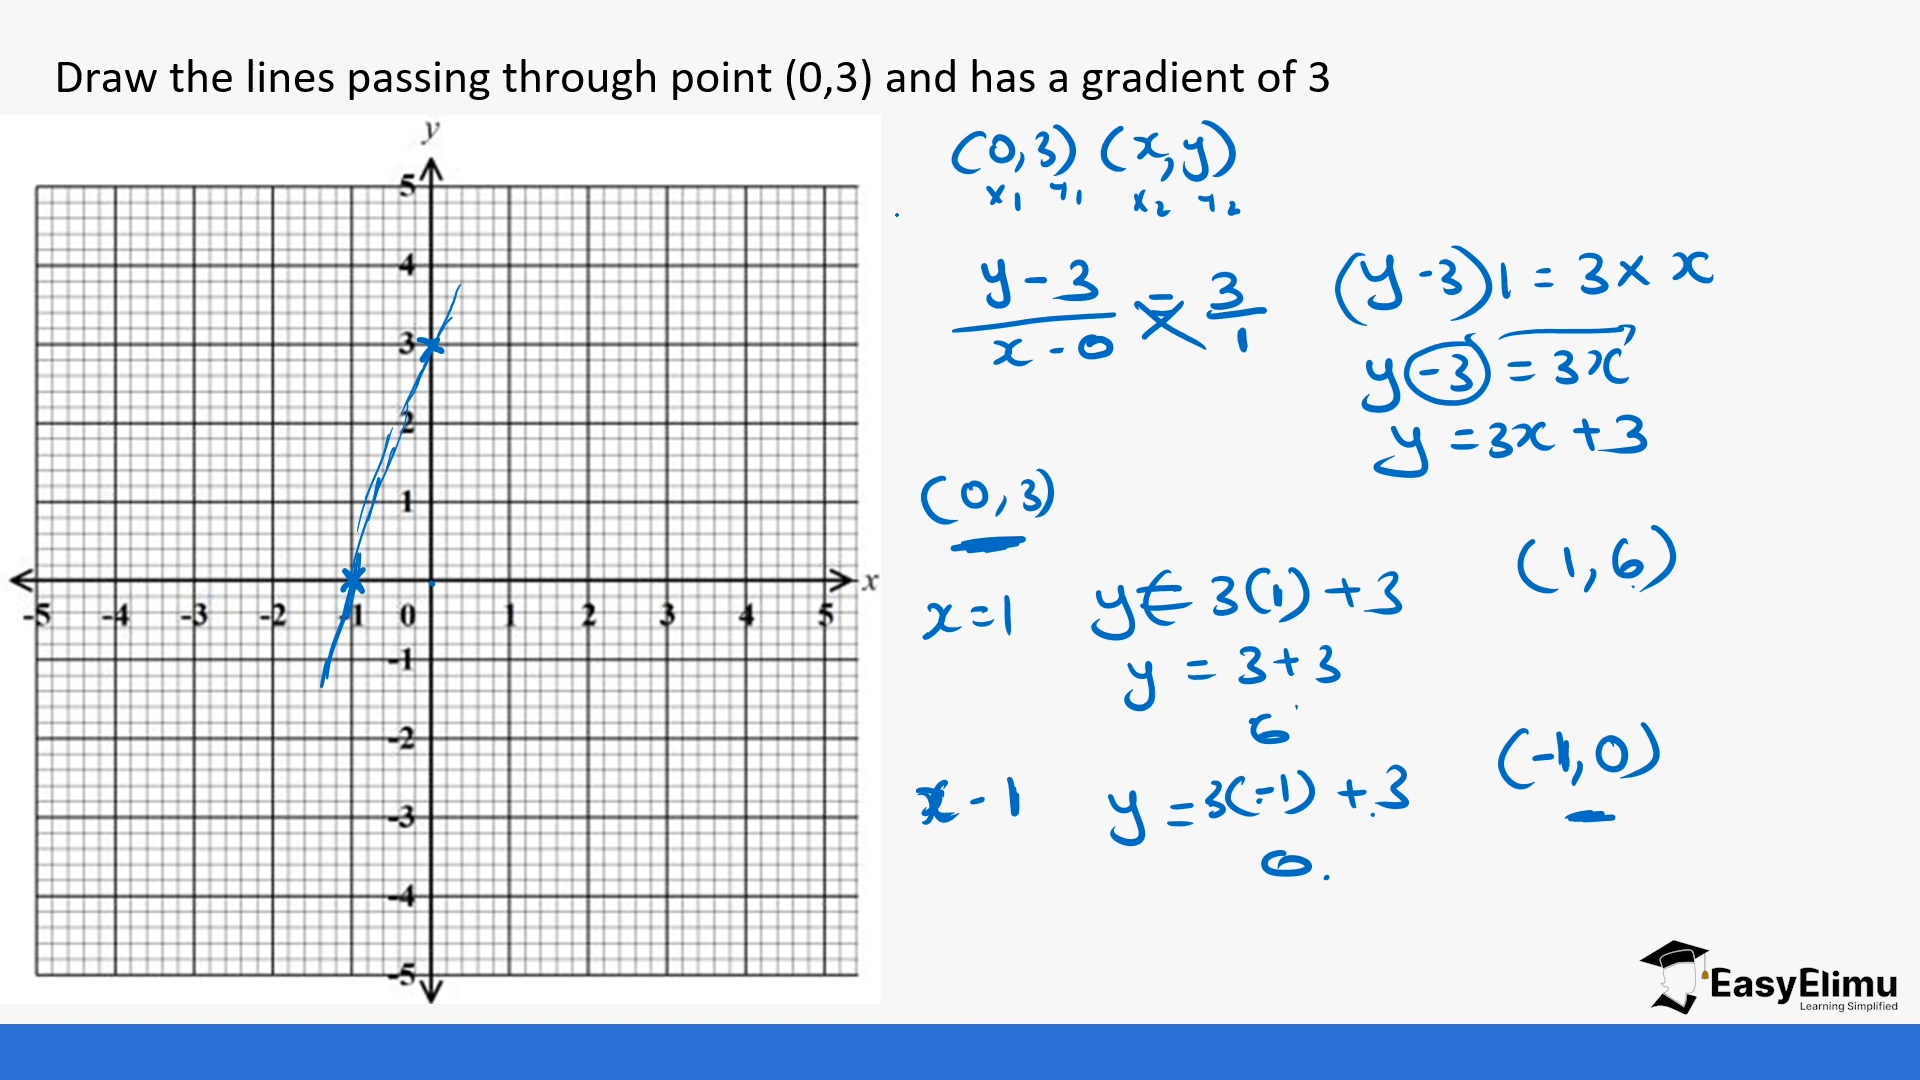 Draw the lines passing through point (0,3) and has a gradient of 3
y
5
4
3
2
1
-5 -4 -3 -2 -1 0 1 2 3 4 5 x
-1
-2
-3
-4
-5
(0,3) (x,y)
x1 y1 x2 y2
y-3
x-0
=
3
1
(y-3)1 = 3 × x
y-3 = 3x
y = 3x + 3
(0,3)
x=1 y = 3(1) + 3 (1,6)
y = 3+3
6
x-1 y = 3(-1) + 3 (-1,0)
0.
EasyElimu
Learning Simplified